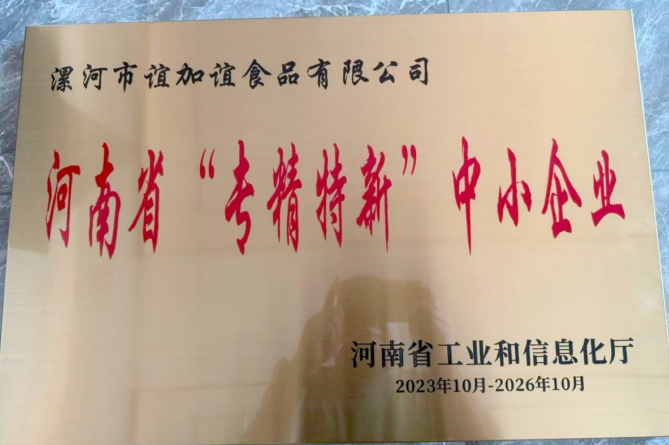 漯河市谊加谊食品有限公司
河南省“专精特新”中小企业
河南省工业和信息化厅
2023年10月-2026年10月